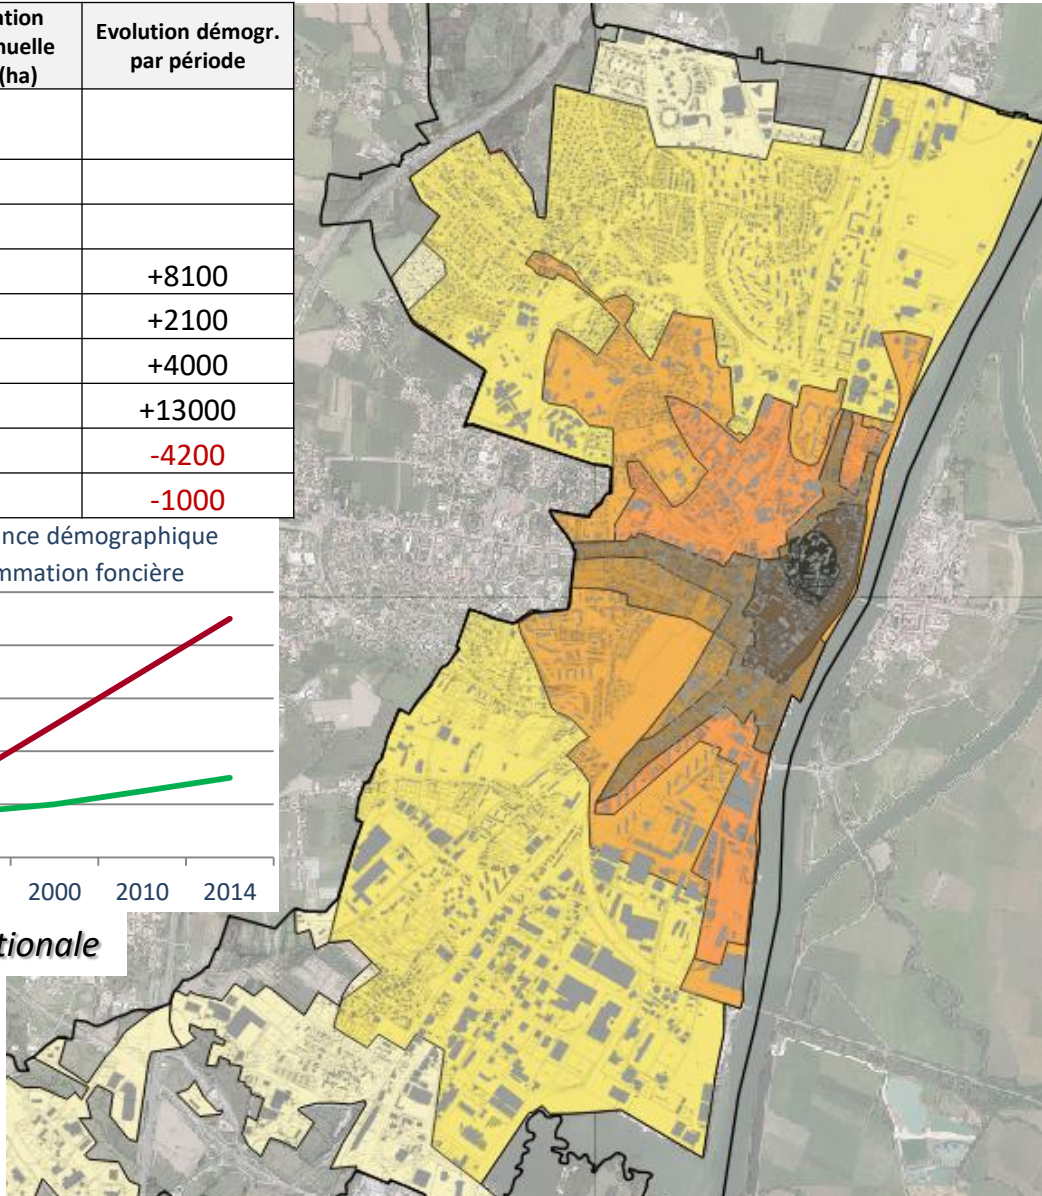 ation
nuelle
(ha)
Evolution démogr.
par période
+8100
+2100
+4000
+13000
-4200
-1000
nce démographique
mmation foncière
2000 2010 2014
tionale